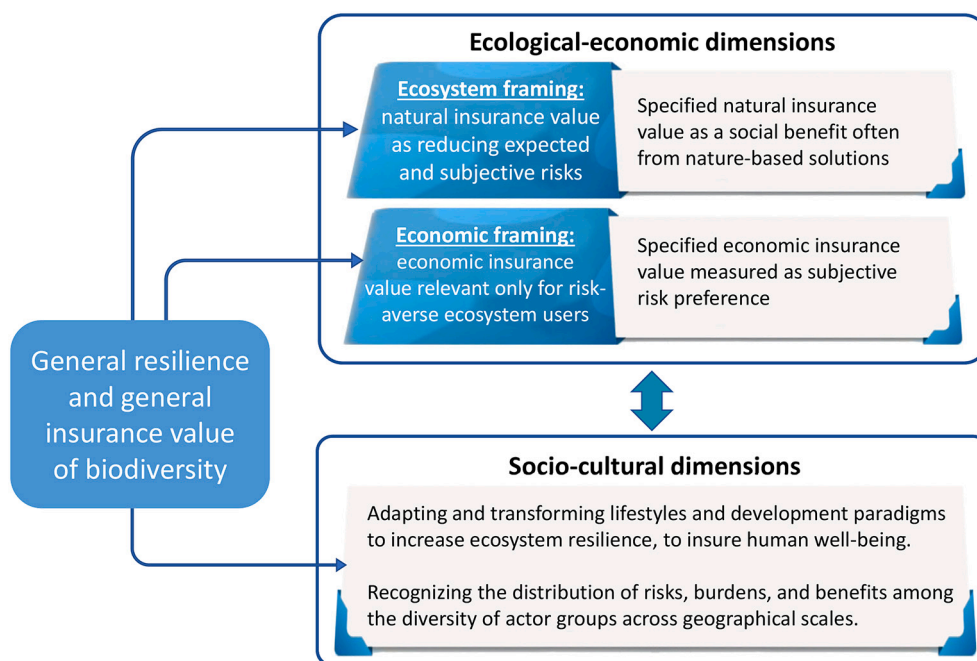 Ecological-economic dimensions
Ecosystem framing:
natural insurance value
as reducing expected
and subjective risks
Specified natural insurance
value as a social benefit often
from nature-based solutions
Economic framing:
economic insurance
value relevant only for risk-
averse ecosystem users
Specified economic insurance
value measured as subjective
risk preference
General resilience
and general
insurance value
of biodiversity
Socio-cultural dimensions
Adapting and transforming lifestyles and development paradigms
to increase ecosystem resilience, to insure human well-being.
Recognizing the distribution of risks, burdens, and benefits among
the diversity of actor groups across geographical scales.